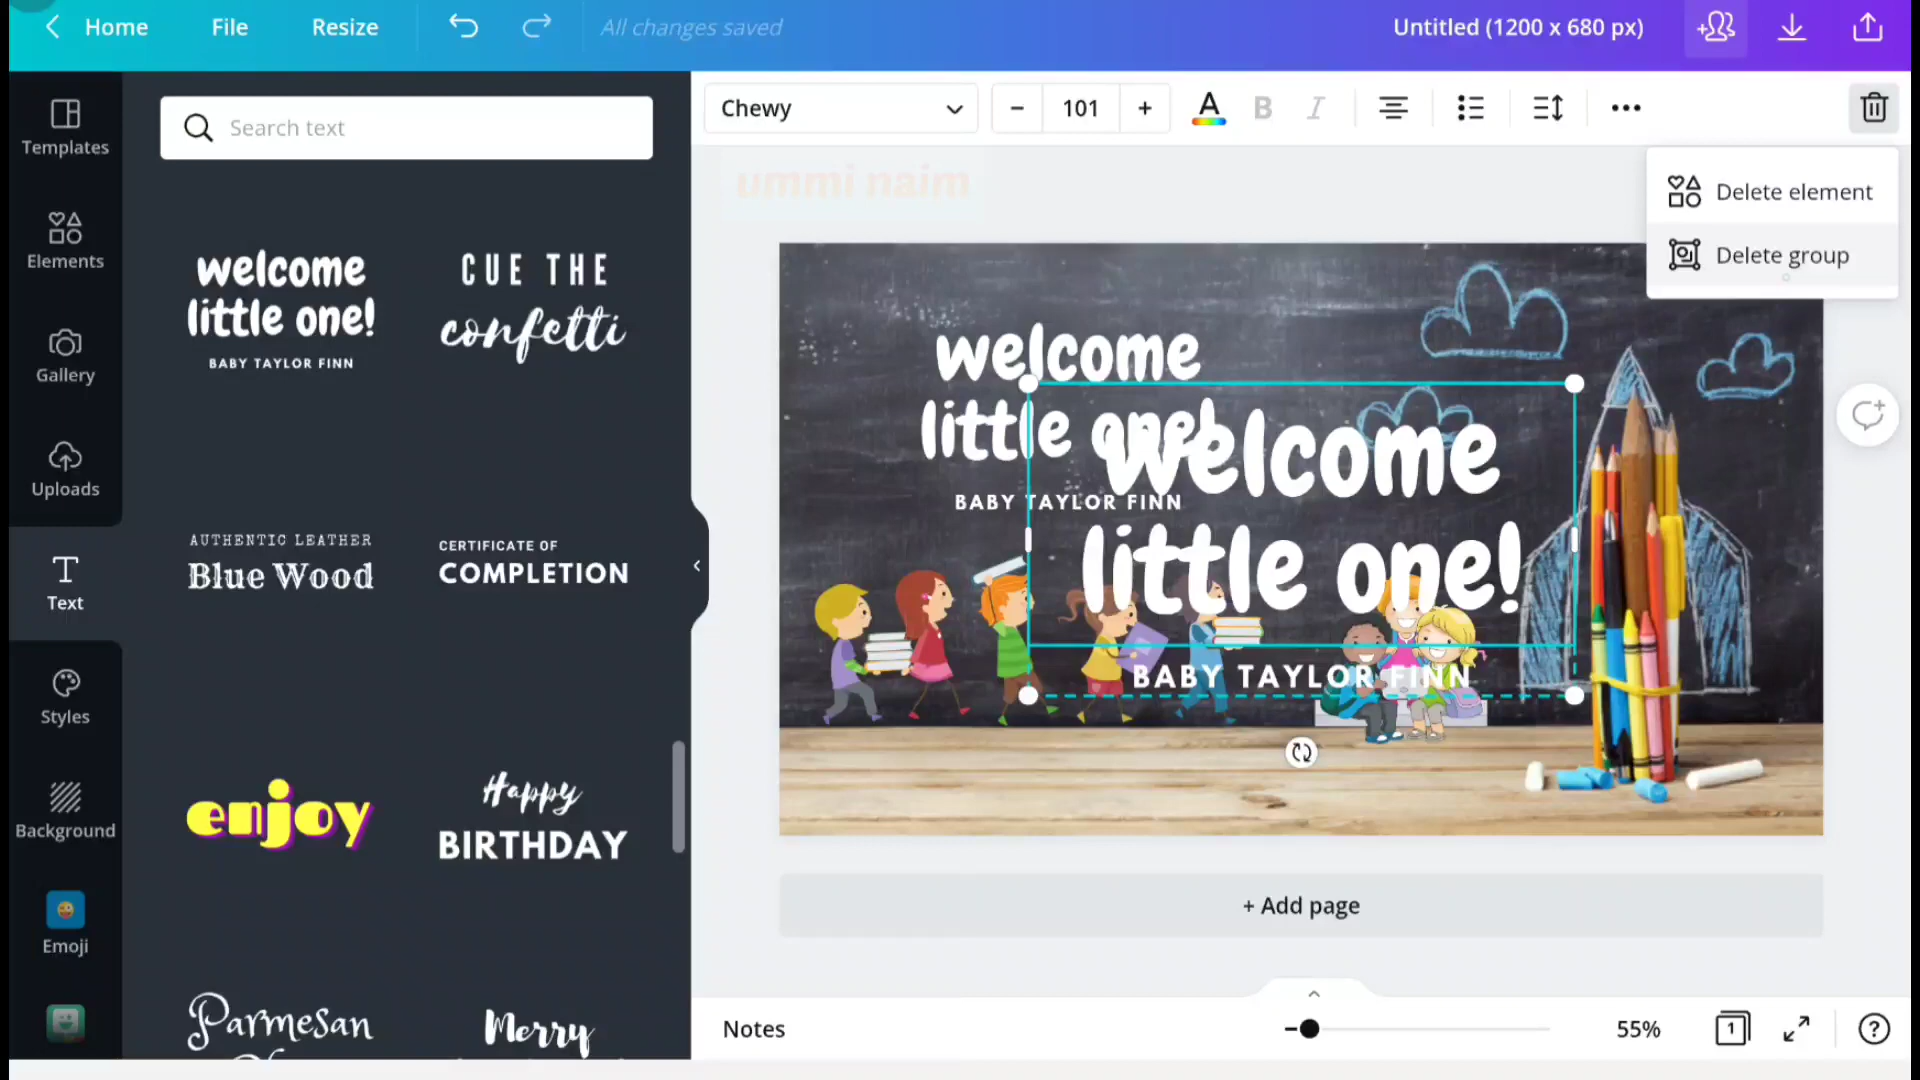 Home
File
Resize
All changes saved
Untitled (1200 x 680 px)
Templates
Elements
Gallery
Uploads
Text
Styles
Background
Emoji
Search text
welcome
little one!
BABY TAYLOR FINN
CUE THE
confetti
AUTHENTIC LEATHER
Blue Wood
CERTIFICATE OF
COMPLETION
enjoy
Happy
BIRTHDAY
Parmesan
Merry
Chewy
101
A
B
I
Delete element
Delete group
ummi naim
welcome
little one!
BABY TAYLOR FINN
welcome
little one!
BABY TAYLOR FINN
+ Add page
Notes
55%
1
?